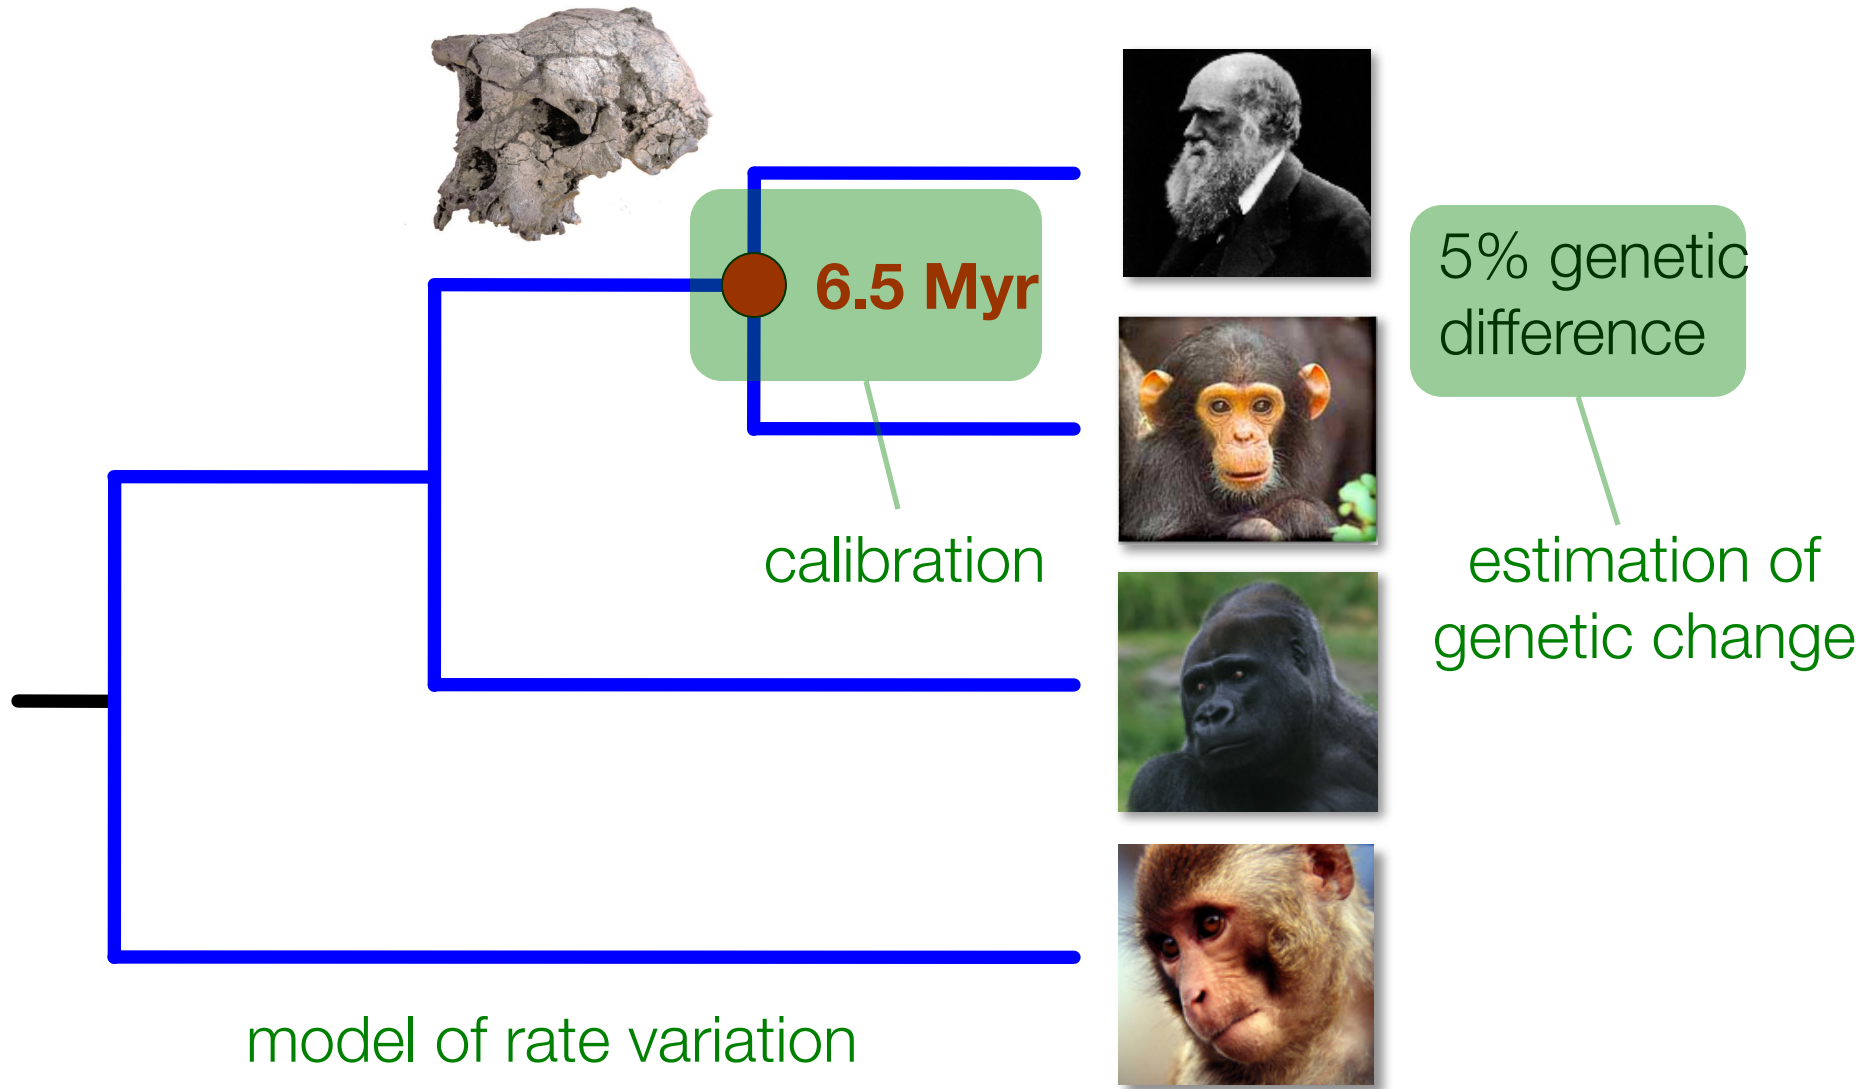 6.5 Myr
5% genetic
difference
calibration
estimation of
genetic change
model of rate variation